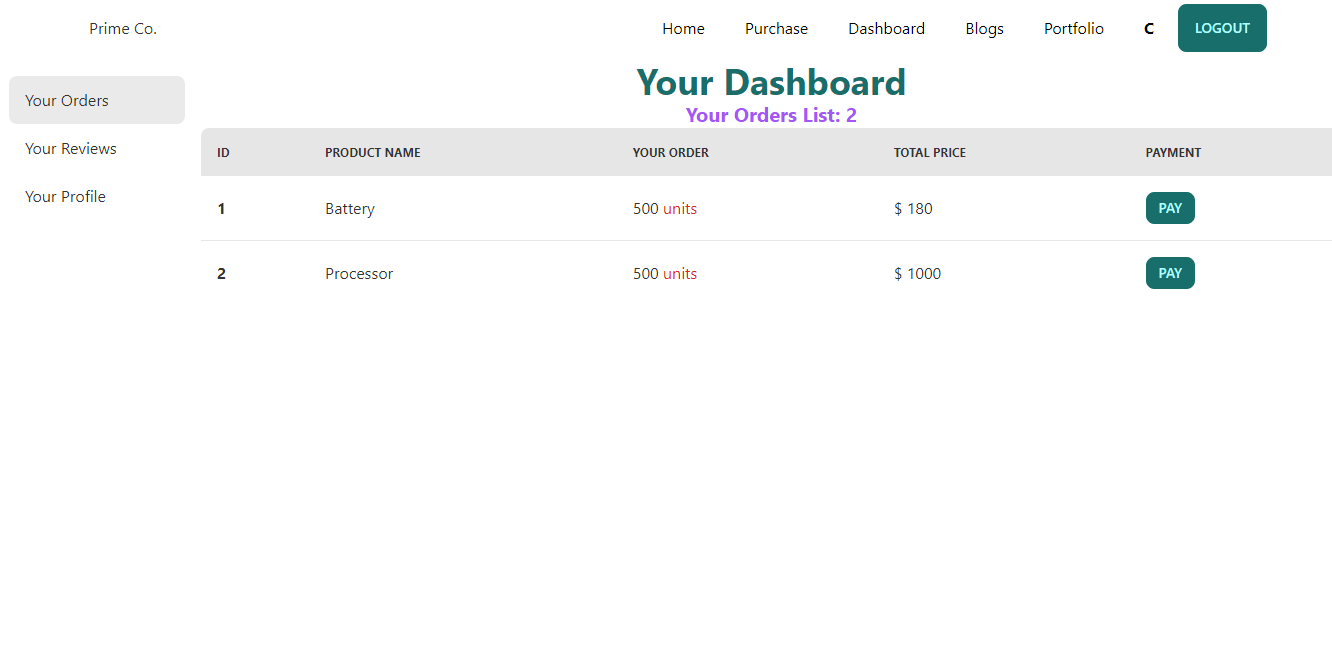 Prime Co. Home Purchase Dashboard Blogs Portfolio C LOGOUT
Your Orders
Your Reviews
Your Profile
Your Dashboard
Your Orders List: 2
ID PRODUCT NAME YOUR ORDER TOTAL PRICE PAYMENT
1 Battery 500 units $ 180 PAY
2 Processor 500 units $ 1000 PAY